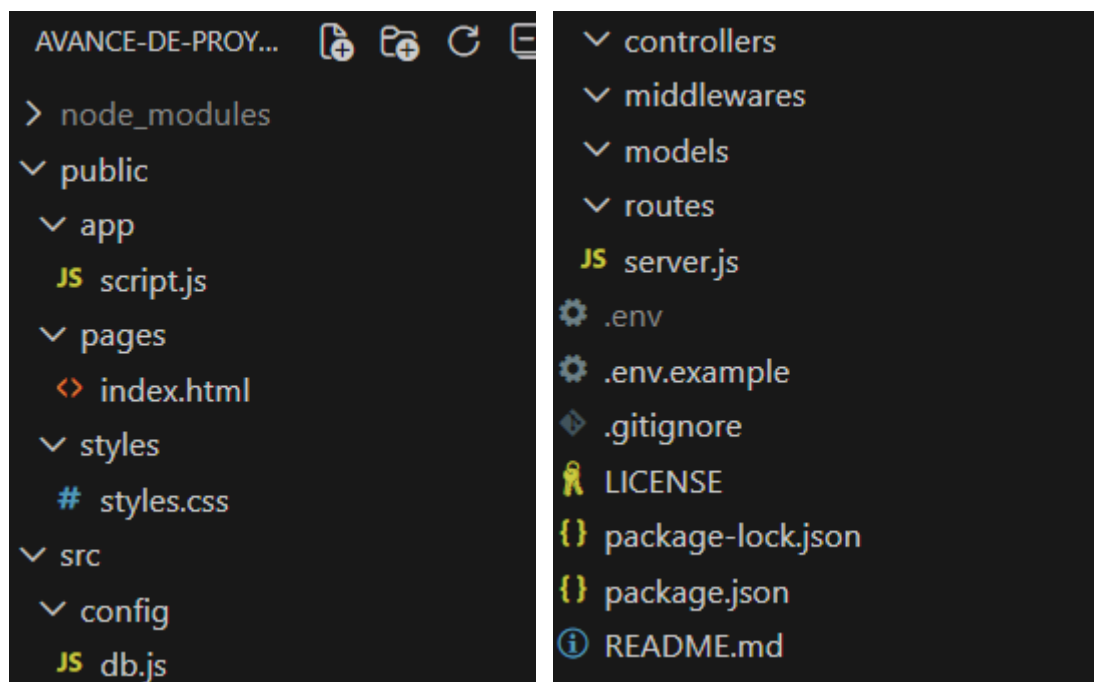 AVANCE-DE-PROY...
node_modules
public
app
JS script.js
pages
<> index.html
styles
# styles.css
src
config
JS db.js
controllers
middlewares
models
routes
JS server.js
.env
.env.example
.gitignore
LICENSE
{} package-lock.json
{} package.json
README.md